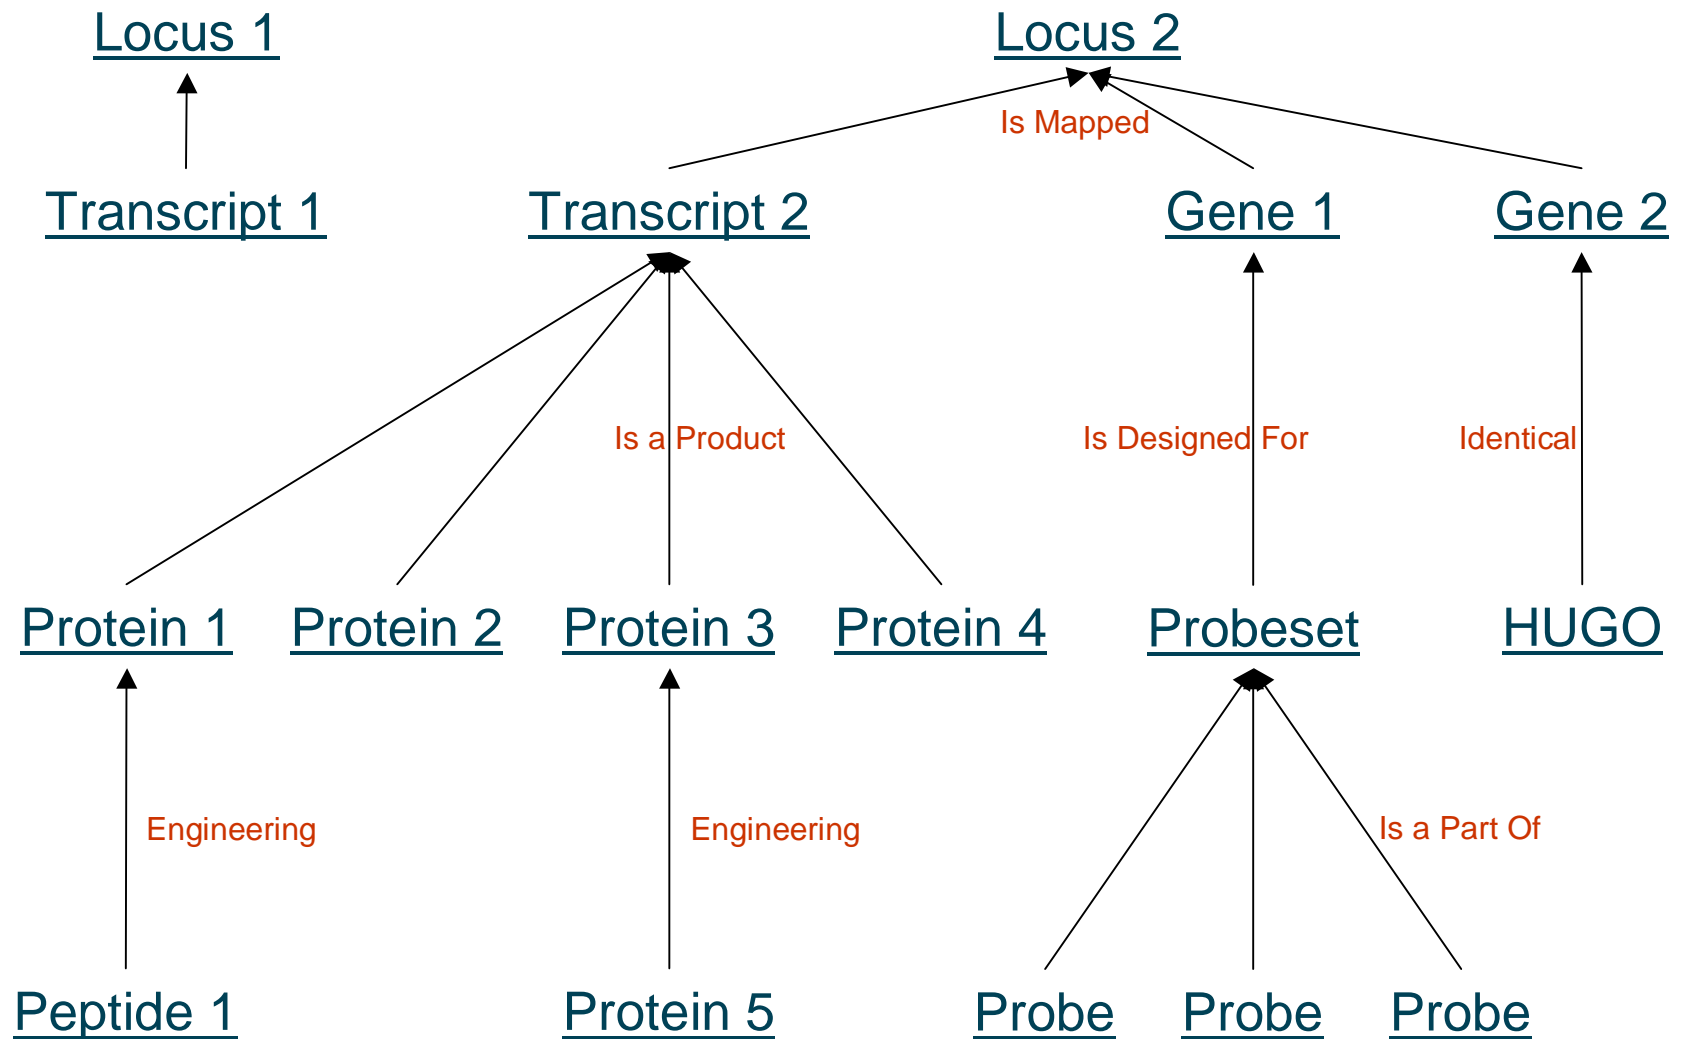 Locus 1
Locus 2
Is Mapped
Transcript 1
Transcript 2
Gene 1
Gene 2
Is a Product
Is Designed For
Identical
Protein 1
Protein 2
Protein 3
Protein 4
Probeset
HUGO
Engineering
Engineering
Is a Part Of
Peptide 1
Protein 5
Probe
Probe
Probe